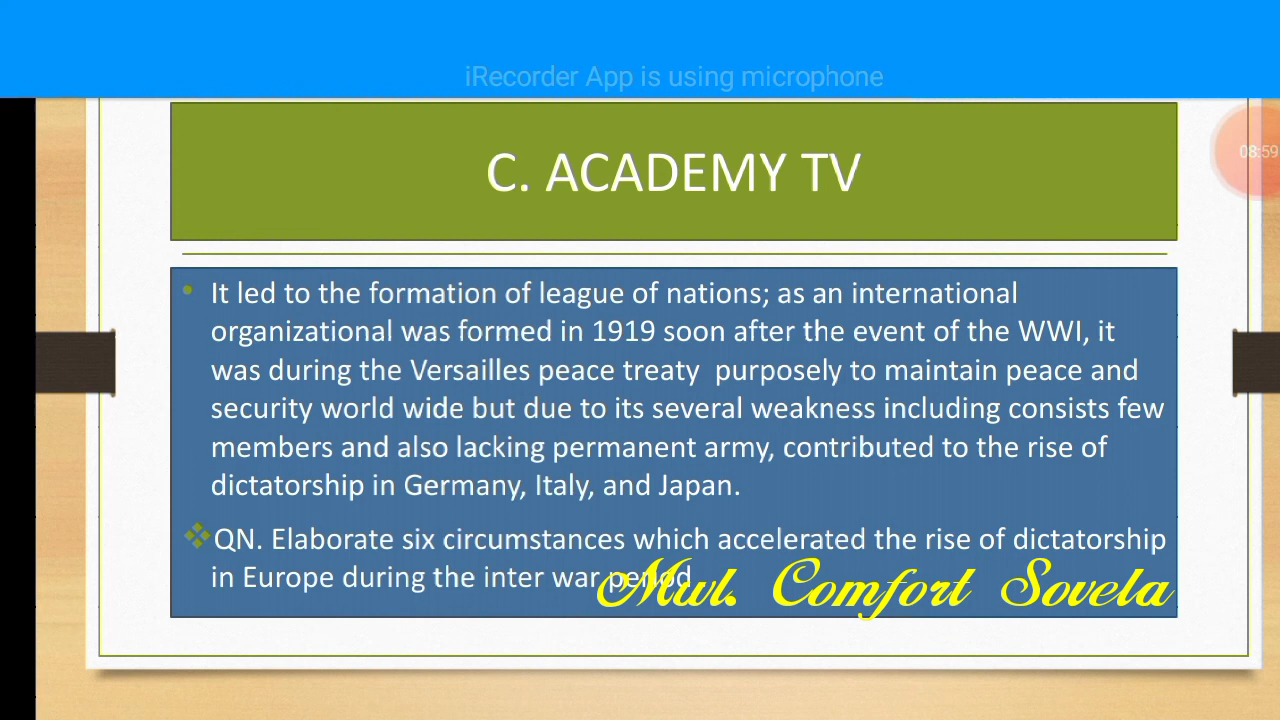 iRecorder App is using microphone
08:59
C. ACADEMY TV
• It led to the formation of league of nations; as an international
organizational was formed in 1919 soon after the event of the WWI, it
was during the Versailles peace treaty purposely to maintain peace and
security world wide but due to its several weakness including consists few
members and also lacking permanent army, contributed to the rise of
dictatorship in Germany, Italy, and Japan.
❖QN. Elaborate six circumstances which accelerated the rise of dictatorship
in Europe during the inter war period
Mwl. Comfort Sovela